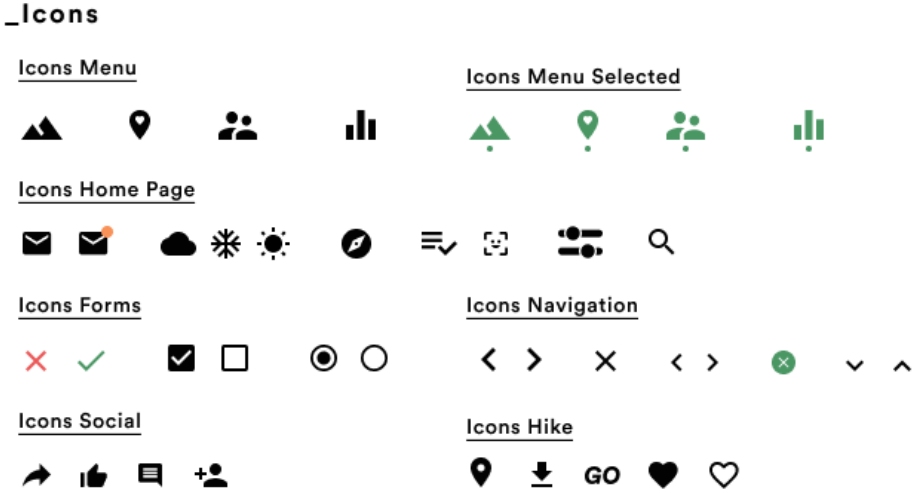 _Icons
Icons Menu
Icons Menu Selected
Icons Home Page
Icons Forms
Icons Navigation
Icons Social
Icons Hike
GO